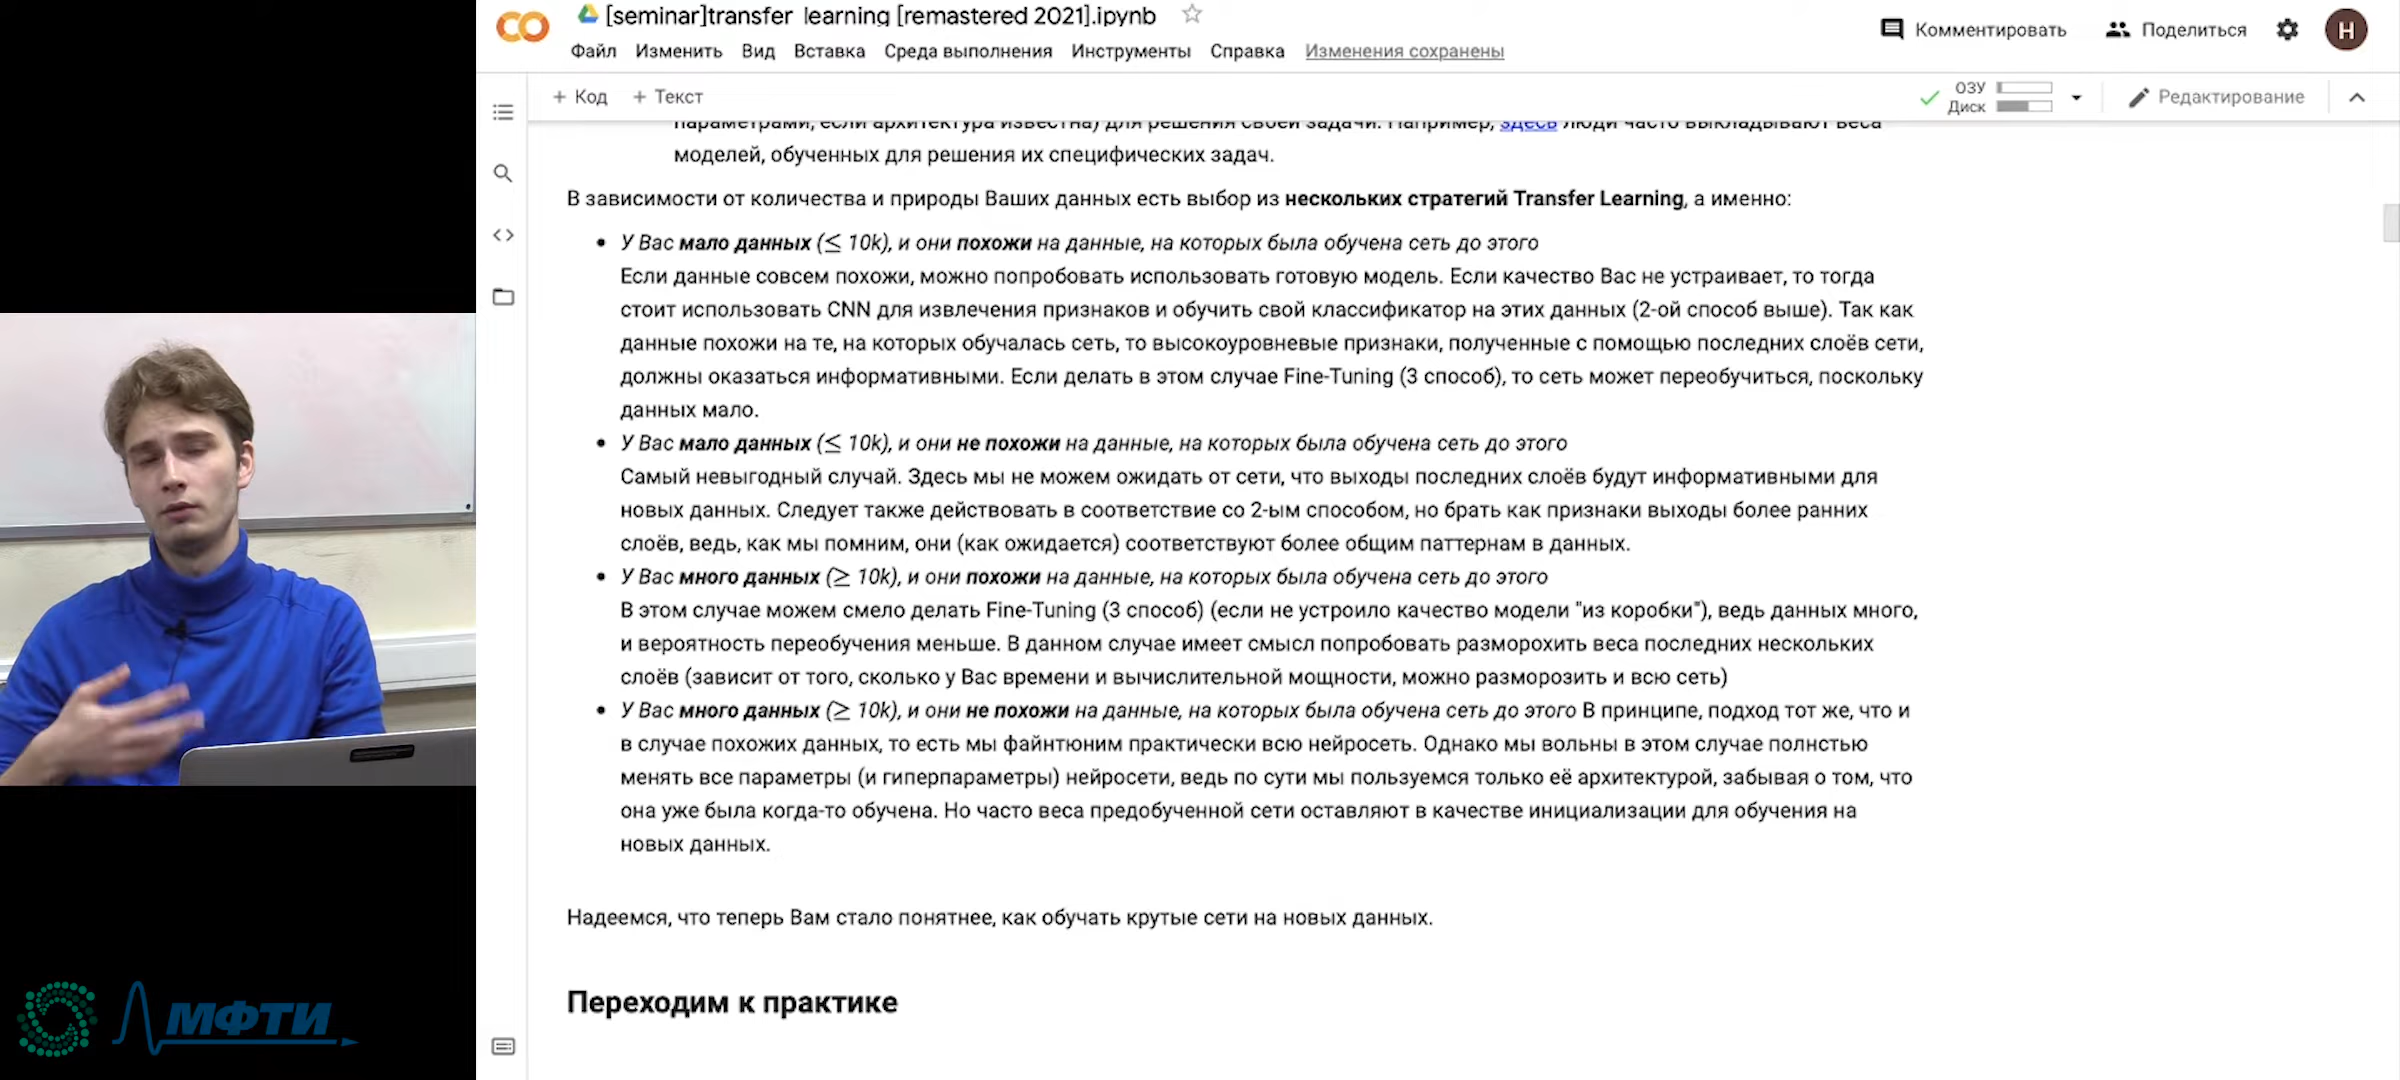 [seminar]transfer_learning [remastered 2021].ipynb
Комментировать
Поделиться
Н
Файл Изменить Вид Вставка Среда выполнения Инструменты Справка Изменения сохранены
+ Код + Текст
ОЗУ
Диск
Редактирование
параметрами, если архитектура известна) для решения своей задачи. Например, здесь люди часто выкладывают веса
моделей, обученных для решения их специфических задач.
В зависимости от количества и природы Ваших данных есть выбор из нескольких стратегий Transfer Learning, а именно:
• У Вас мало данных (≤ 10k), и они похожи на данные, на которых была обучена сеть до этого
Если данные совсем похожи, можно попробовать использовать готовую модель. Если качество Вас не устраивает, то тогда
стоит использовать CNN для извлечения признаков и обучить свой классификатор на этих данных (2-ой способ выше). Так как
данные похожи на те, на которых обучалась сеть, то высокоуровневые признаки, полученные с помощью последних слоёв сети,
должны оказаться информативными. Если делать в этом случае Fine-Tuning (3 способ), то сеть может переобучиться, поскольку
данных мало.
• У Вас мало данных (≤ 10k), и они не похожи на данные, на которых была обучена сеть до этого
Самый невыгодный случай. Здесь мы не можем ожидать от сети, что выходы последних слоёв будут информативными для
новых данных. Следует также действовать в соответствие со 2-ым способом, но брать как признаки выходы более ранних
слоёв, ведь, как мы помним, они (как ожидается) соответствуют более общим паттернам в данных.
• У Вас много данных (≥ 10k), и они похожи на данные, на которых была обучена сеть до этого
В этом случае можем смело делать Fine-Tuning (3 способ) (если не устроило качество модели "из коробки"), ведь данных много,
и вероятность переобучения меньше. В данном случае имеет смысл попробовать разморохить веса последних нескольких
слоёв (зависит от того, сколько у Вас времени и вычислительной мощности, можно разморозить и всю сеть)
• У Вас много данных (≥ 10k), и они не похожи на данные, на которых была обучена сеть до этого В принципе, подход тот же, что и
в случае похожих данных, то есть мы файнтюним практически всю нейросеть. Однако мы вольны в этом случае полнстью
менять все параметры (и гиперпараметры) нейросети, ведь по сути мы пользуемся только её архитектурой, забывая о том, что
она уже была когда-то обучена. Но часто веса предобученной сети оставляют в качестве инициализации для обучения на
новых данных.
Надеемся, что теперь Вам стало понятнее, как обучать крутые сети на новых данных.
Переходим к практике
МФТИ